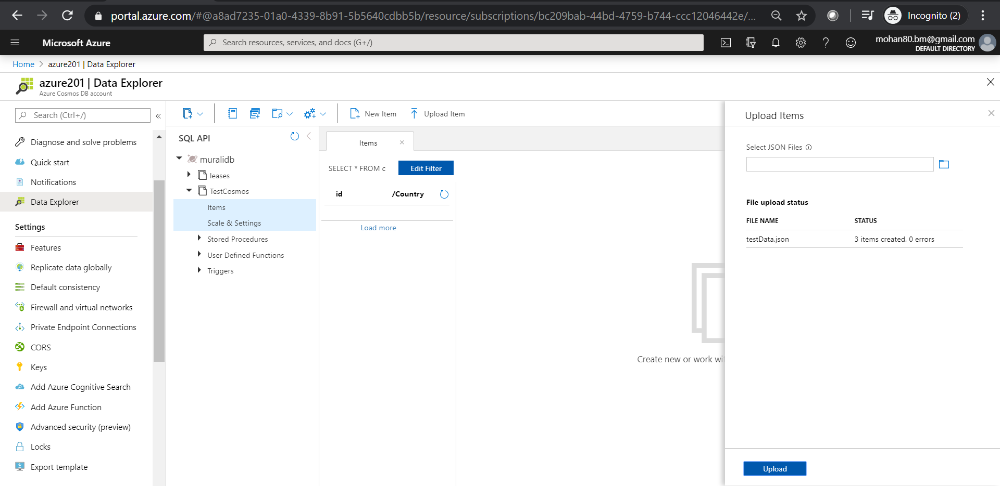 portal.azure.com/#@a8ad7235-01a0-4339-8b91-5b5640cdbb5b/resource/subscriptions/bc209bab-44bd-4759-b744-ccc12046442e/...
Incognito (2)
Microsoft Azure
Search resources, services, and docs (G+/)
mohan80.bm@gmail.com
DEFAULT DIRECTORY
Home > azure201 | Data Explorer
azure201 | Data Explorer
Azure Cosmos DB account
Search (Ctrl+/)
Diagnose and solve problems
Quick start
Notifications
Data Explorer
Settings
Features
Replicate data globally
Default consistency
Firewall and virtual networks
Private Endpoint Connections
CORS
Keys
Add Azure Cognitive Search
Add Azure Function
Advanced security (preview)
Locks
Export template
New Item
Upload Item
SQL API
muralidb
leases
TestCosmos
Items
Scale & Settings
Stored Procedures
User Defined Functions
Triggers
Items
SELECT * FROM c
Edit Filter
id
/Country
Load more
Create new or work wi
Upload Items
Select JSON Files
File upload status
FILE NAME
STATUS
testData.json
3 items created, 0 errors
Upload